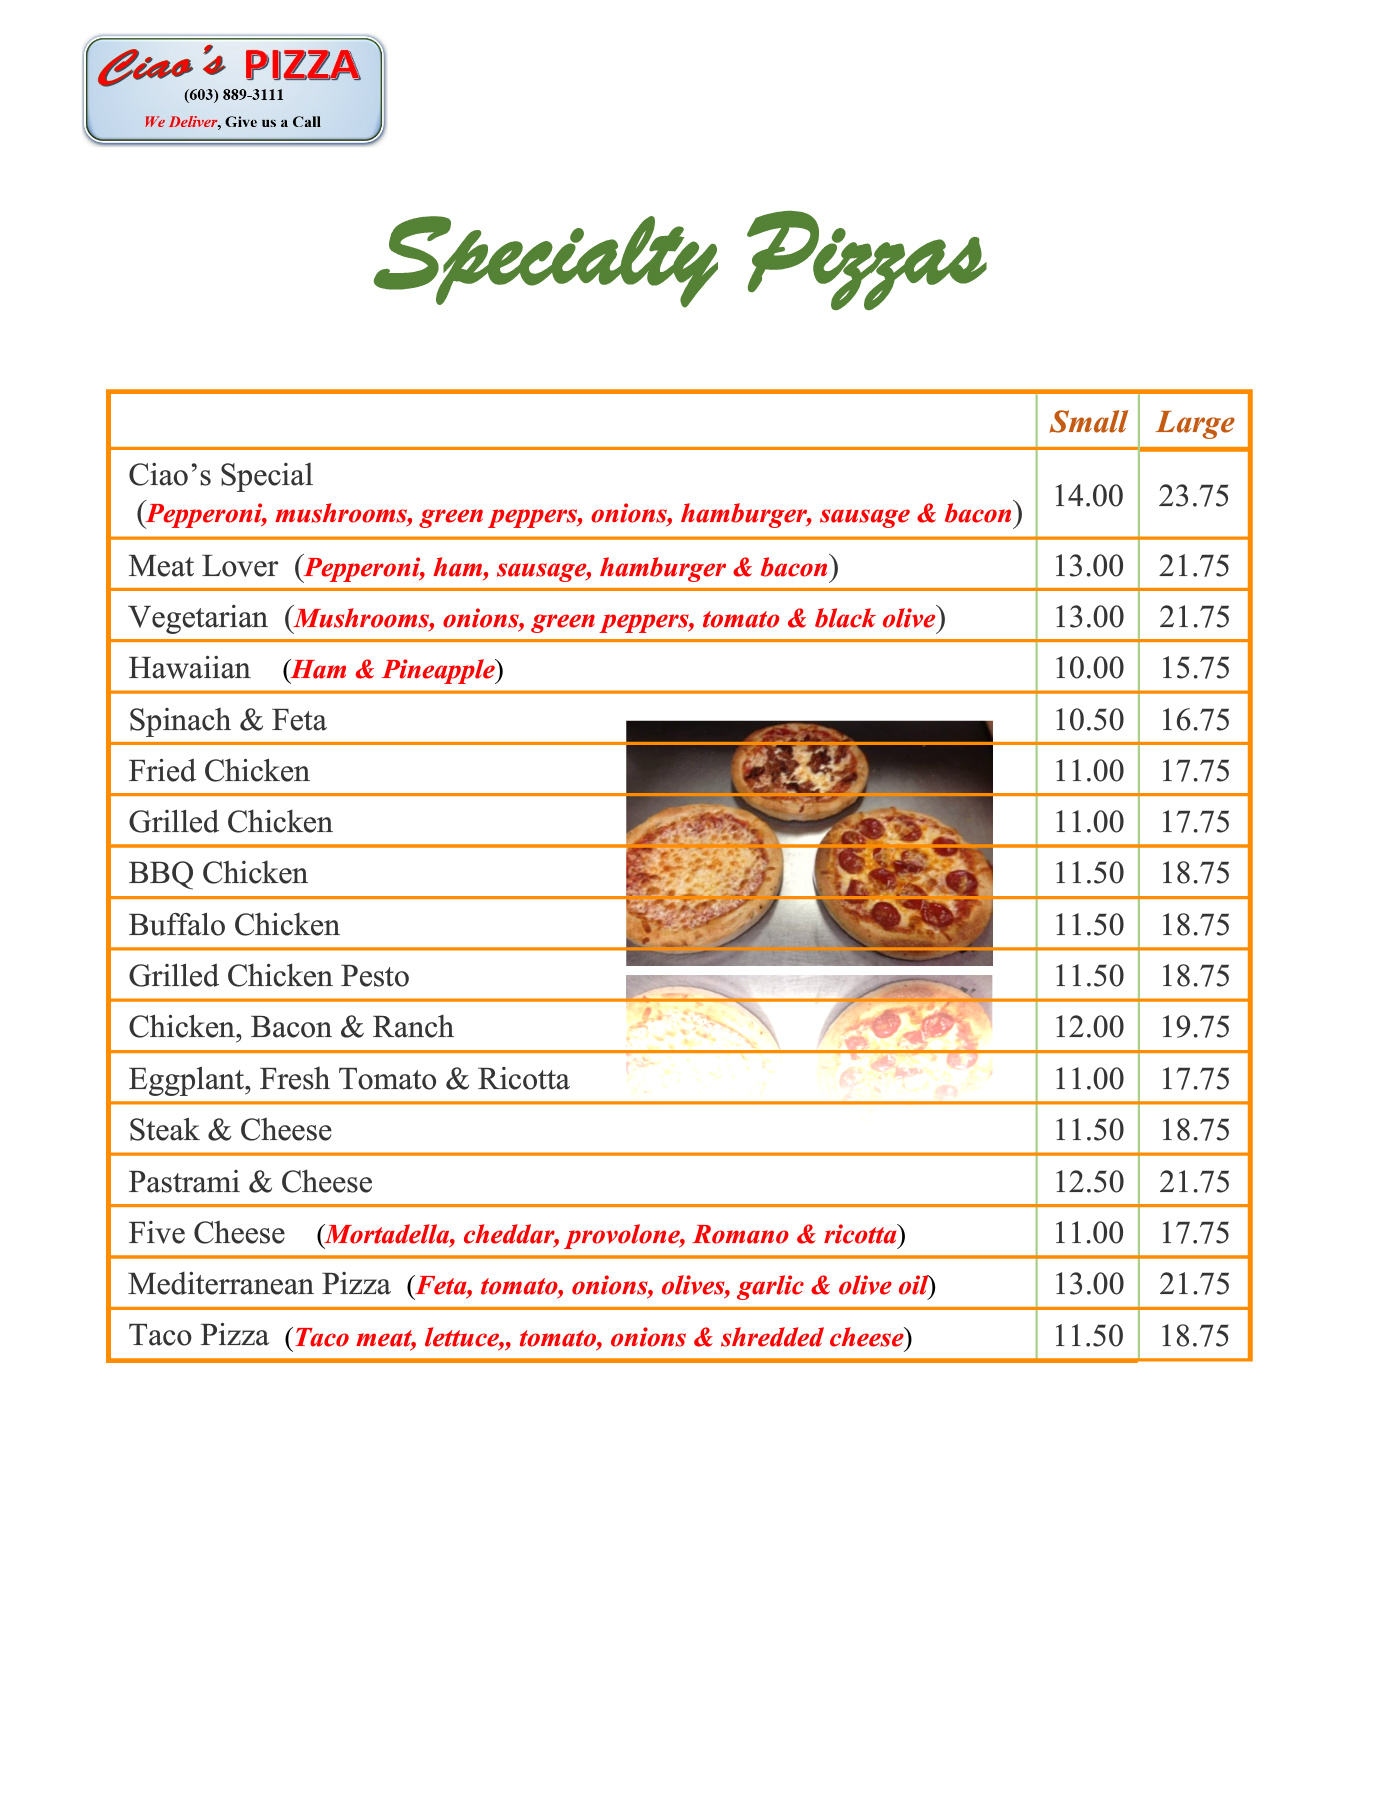 Ciao's PIZZA
(603) 889-3111
We Deliver, Give us a Call
Specialty Pizzas
Small Large
Ciao’s Special
(Pepperoni, mushrooms, green peppers, onions, hamburger, sausage & bacon) 14.00 23.75
Meat Lover (Pepperoni, ham, sausage, hamburger & bacon) 13.00 21.75
Vegetarian (Mushrooms, onions, green peppers, tomato & black olive) 13.00 21.75
Hawaiian (Ham & Pineapple) 10.00 15.75
Spinach & Feta 10.50 16.75
Fried Chicken 11.00 17.75
Grilled Chicken 11.00 17.75
BBQ Chicken 11.50 18.75
Buffalo Chicken 11.50 18.75
Grilled Chicken Pesto 11.50 18.75
Chicken, Bacon & Ranch 12.00 19.75
Eggplant, Fresh Tomato & Ricotta 11.00 17.75
Steak & Cheese 11.50 18.75
Pastrami & Cheese 12.50 21.75
Five Cheese (Mortadella, cheddar, provolone, Romano & ricotta) 11.00 17.75
Mediterranean Pizza (Feta, tomato, onions, olives, garlic & olive oil) 13.00 21.75
Taco Pizza (Taco meat, lettuce,, tomato, onions & shredded cheese) 11.50 18.75